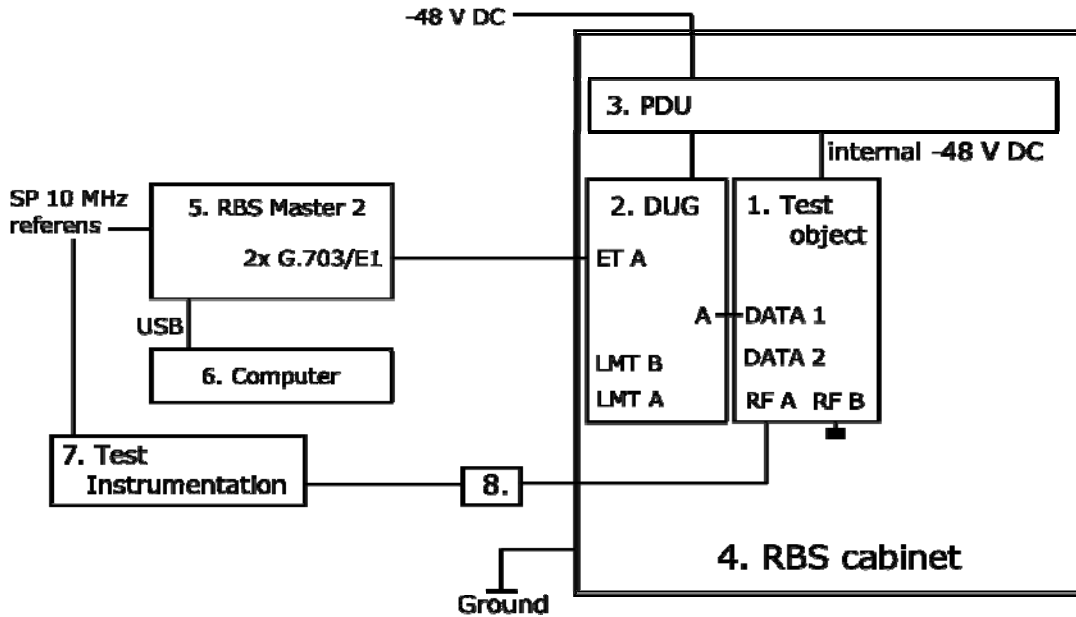 -48 V DC
3. PDU
internal -48 V DC
SP 10 MHz
referens
5. RBS Master 2
2x G.703/E1
2. DUG
ET A
A
LMT B
LMT A
1. Test
object
DATA 1
DATA 2
RF A RF B
USB
6. Computer
7. Test
Instrumentation
8.
4. RBS cabinet
Ground